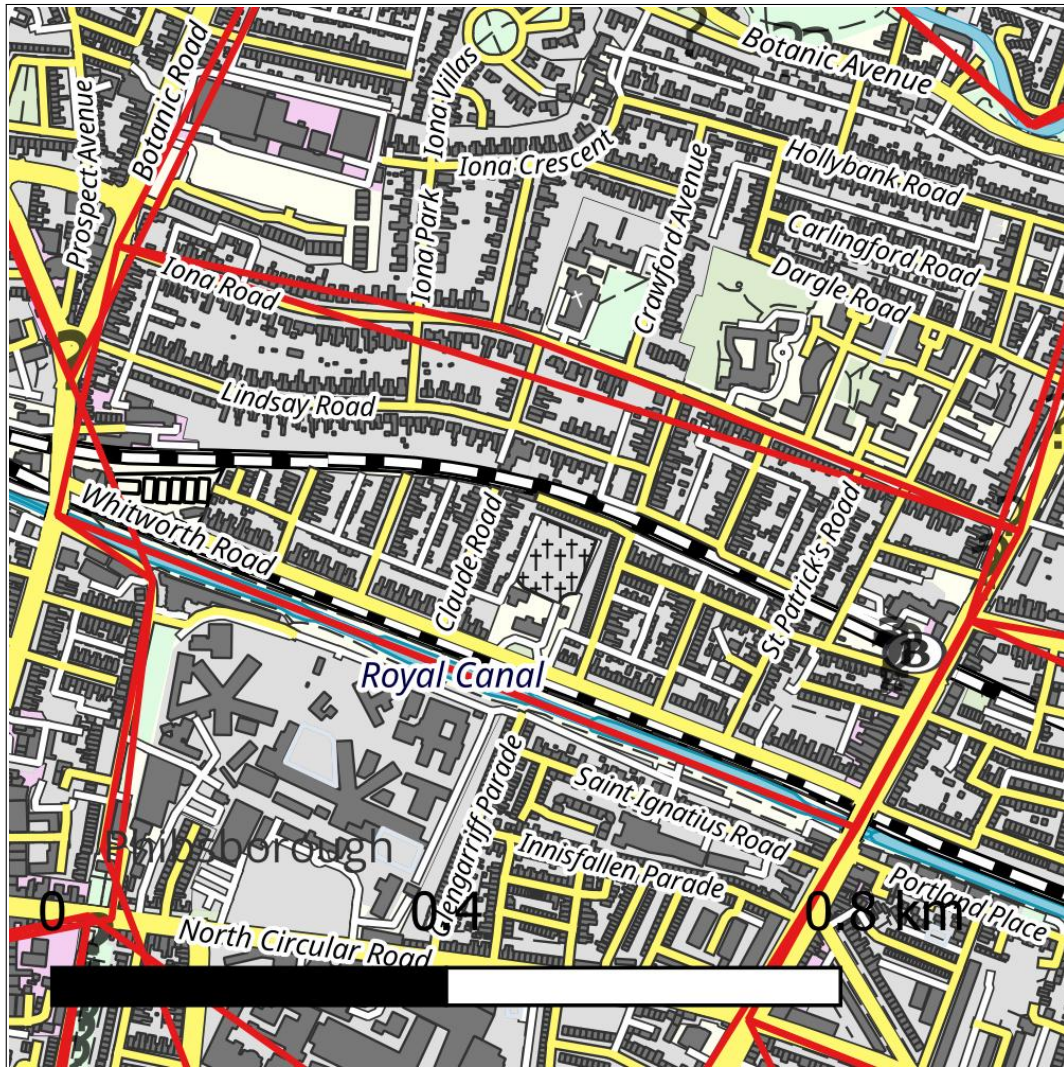 Botanic Road
Prospect Avenue
Iona Villas
Botanic Avenue
Iona Crescent
Hollybank Road
Crawford Avenue
Carlingford Road
Iona Park
Dargle Road
Iona Road
Lindsay Road
Whitworth Road
Claude Road
St Patrick's Road
Royal Canal
Saint Ignatius Road
Glengarriff Parade
Innisfallen Parade
Phibsborough
Portland Place
North Circular Road
0 0.4 0.8 km